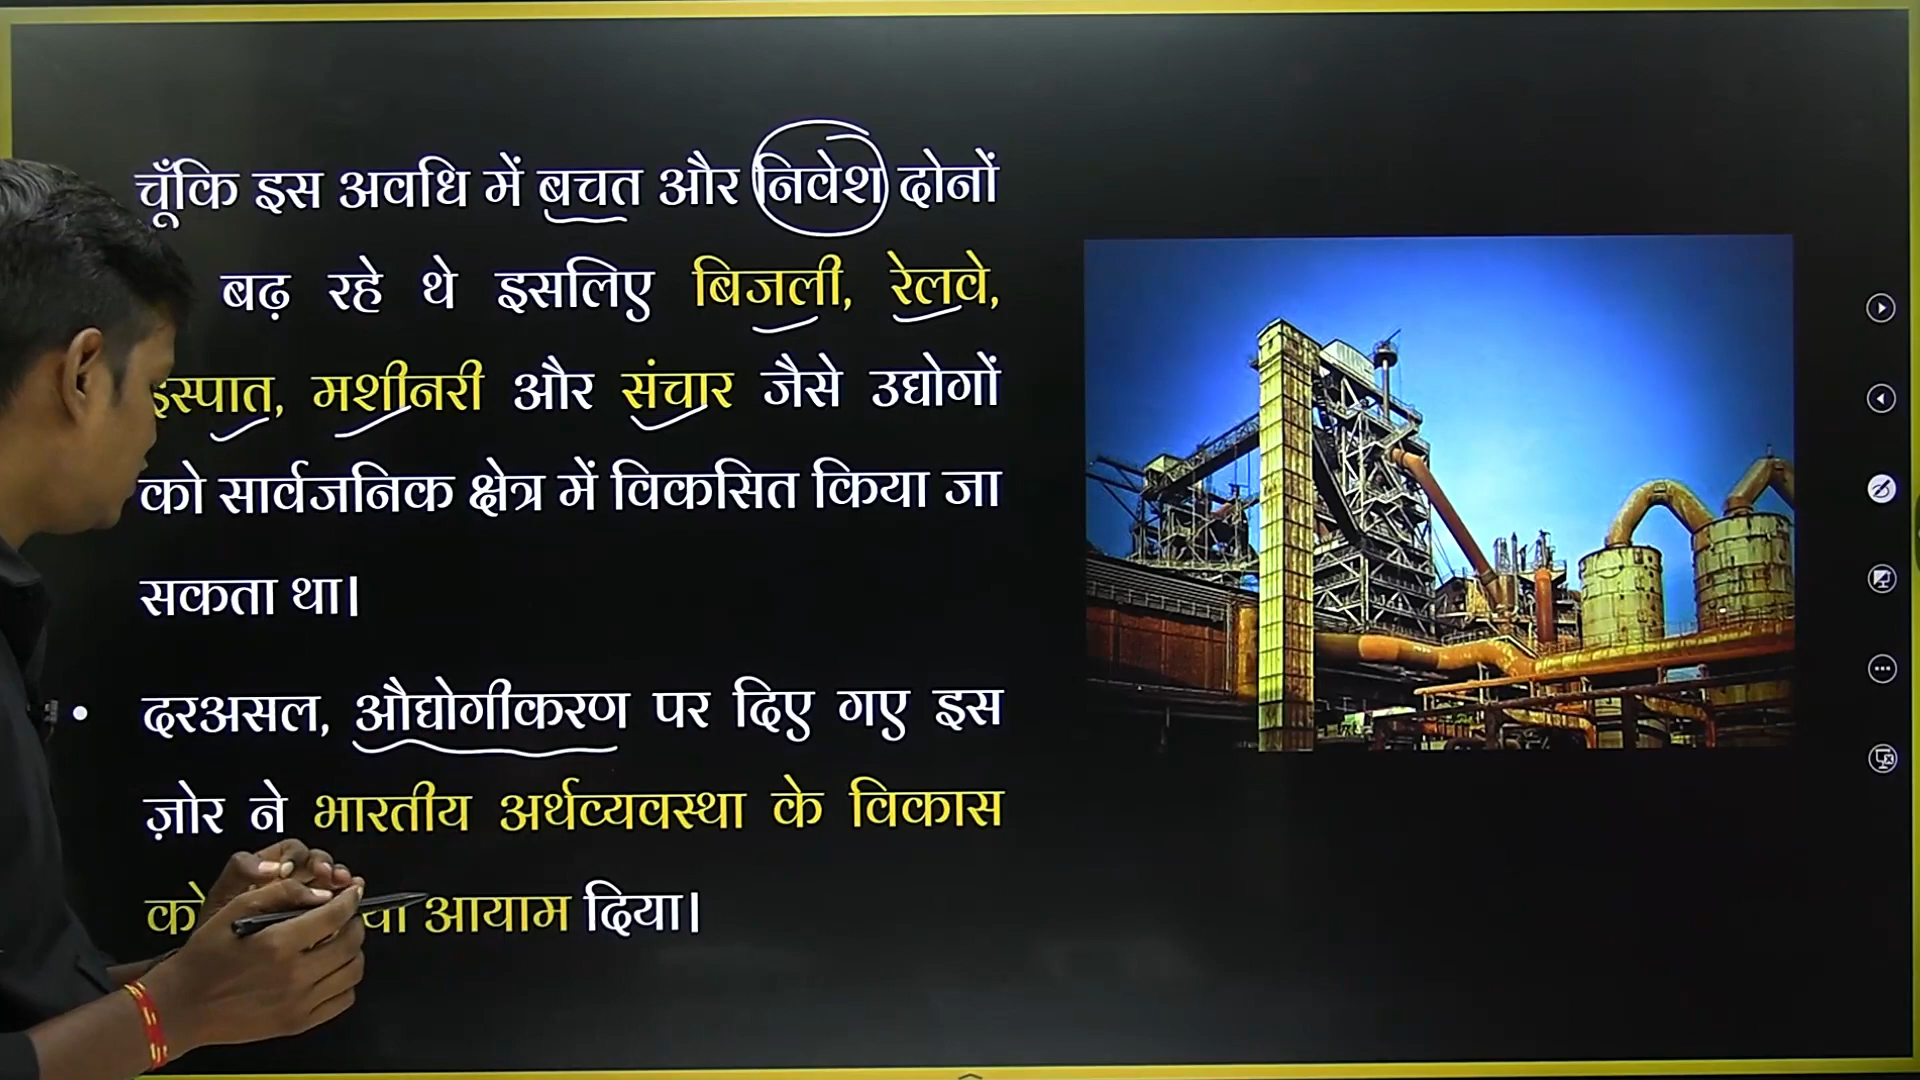 चूँकि इस अवधि में बचत और निवेश दोनों
बढ़ रहे थे इसलिए बिजली, रेलवे,
इस्पात, मशीनरी और संचार जैसे उद्योगों
को सार्वजनिक क्षेत्र में विकसित किया जा
सकता था।
• दरअसल, औद्योगीकरण पर दिए गए इस
ज़ोर ने भारतीय अर्थव्यवस्था के विकास
को आयाम दिया।